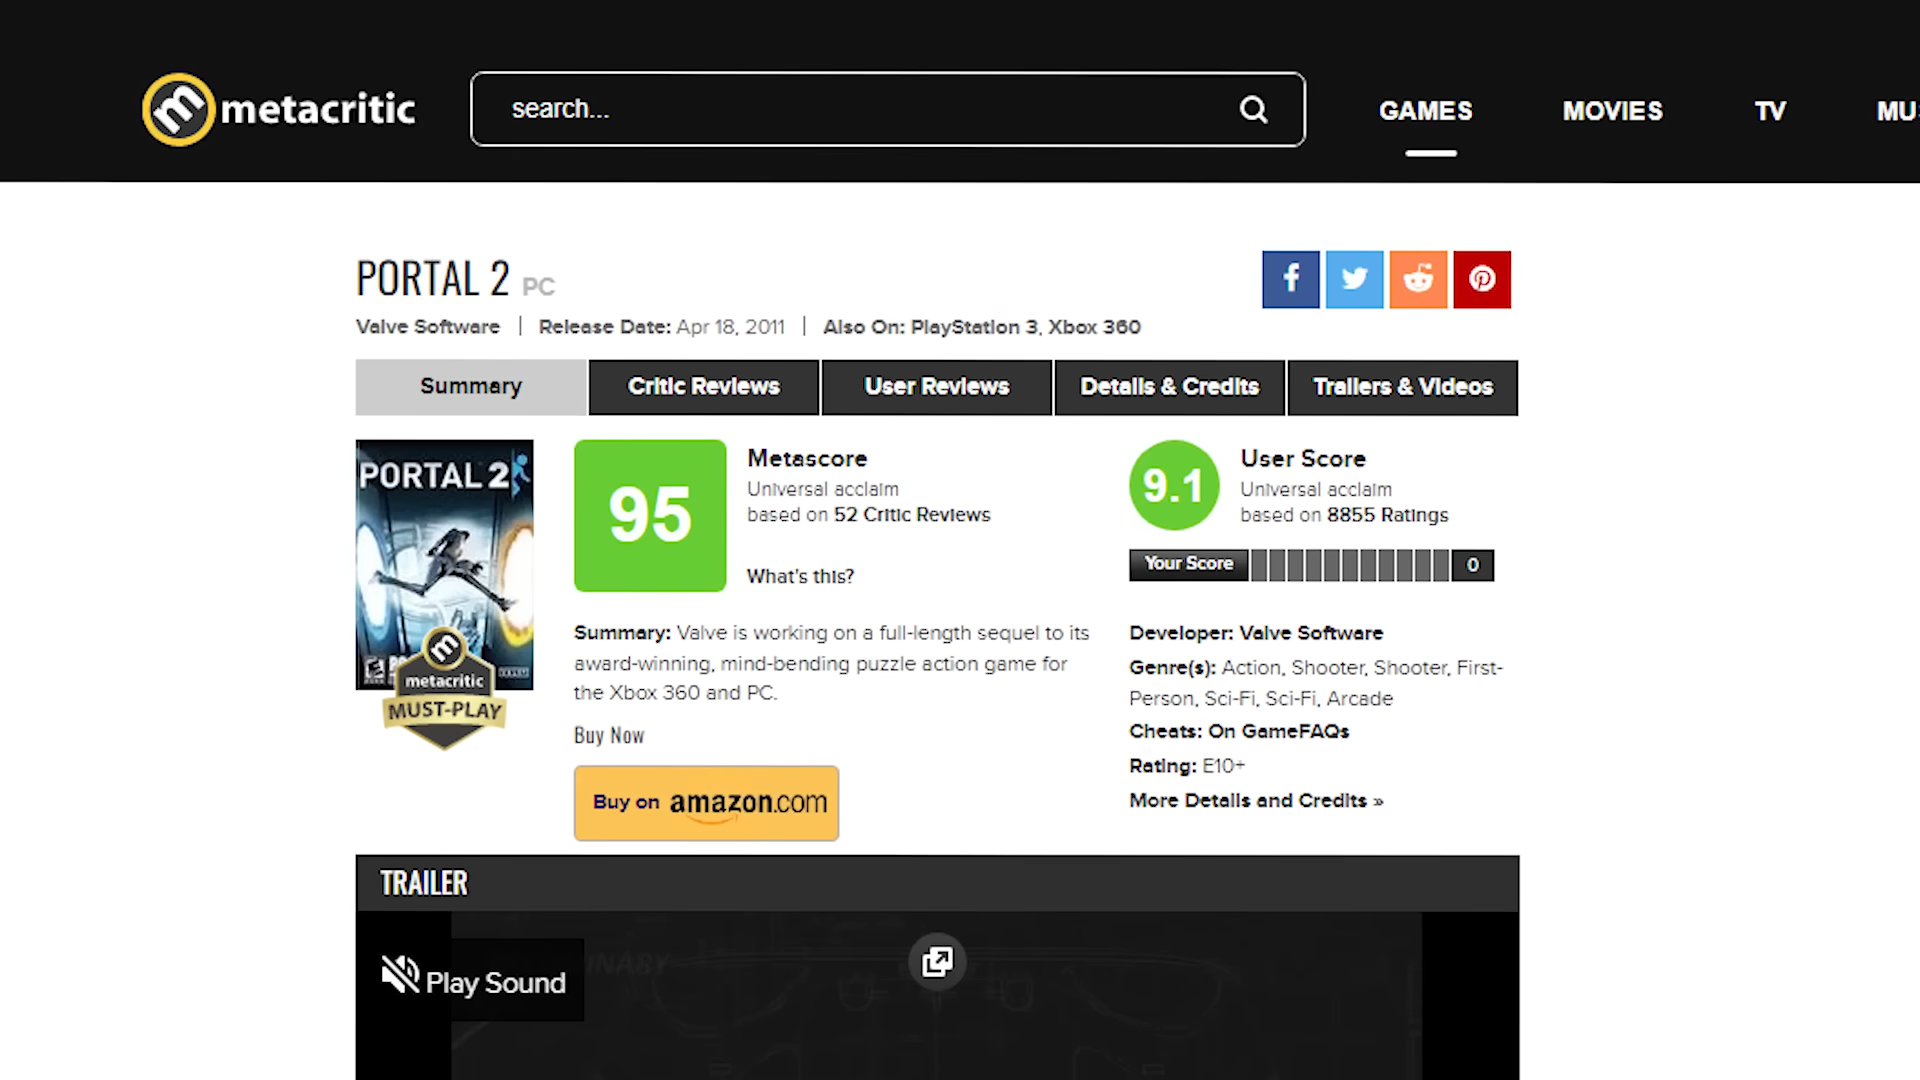 metacritic
search...
GAMES
MOVIES
TV
MU
PORTAL 2 PC
Valve Software | Release Date: Apr 18, 2011 | Also On: PlayStation 3, Xbox 360
Summary
Critic Reviews
User Reviews
Details & Credits
Trailers & Videos
PORTAL 2
metacritic
MUST-PLAY
95
Metascore
Universal acclaim
based on 52 Critic Reviews
What's this?
9.1
User Score
Universal acclaim
based on 8855 Ratings
Your Score
0
Summary: Valve is working on a full-length sequel to its
award-winning, mind-bending puzzle action game for
the Xbox 360 and PC.
Buy Now
Buy on amazon.com
Developer: Valve Software
Genre(s): Action, Shooter, Shooter, First-
Person, Sci-Fi, Sci-Fi, Arcade
Cheats: On GameFAQs
Rating: E10+
More Details and Credits »
TRAILER
Play Sound